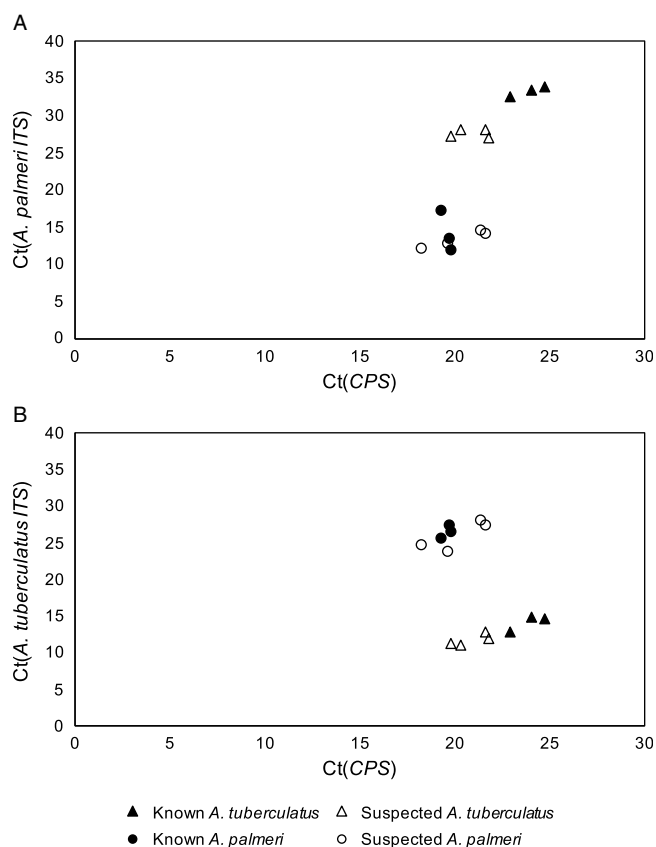 A
Ct(A. palmeri ITS)
40
35
30
25
20
15
10
5
0
0 5 10 15 20 25 30
Ct(CPS)
B
Ct(A. tuberculatus ITS)
40
35
30
25
20
15
10
5
0
0 5 10 15 20 25 30
Ct(CPS)
Known A. tuberculatus Suspected A. tuberculatus
Known A. palmeri Suspected A. palmeri